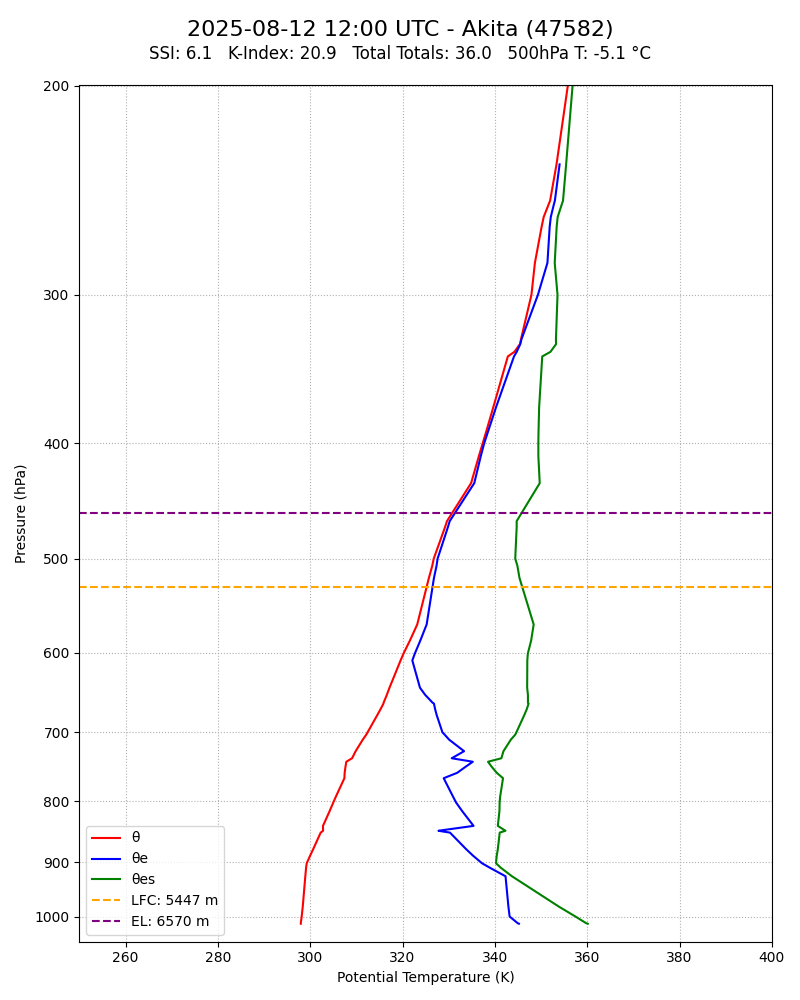 2025-08-12 12:00 UTC - Akita (47582)
SSI: 6.1   K-Index: 20.9   Total Totals: 36.0   500hPa T: -5.1 °C
200
300
400
500
600
700
800
900
1000
Pressure (hPa)
θ
θe
θes
LFC: 5447 m
EL: 6570 m
260 280 300 320 340 360 380 400
Potential Temperature (K)